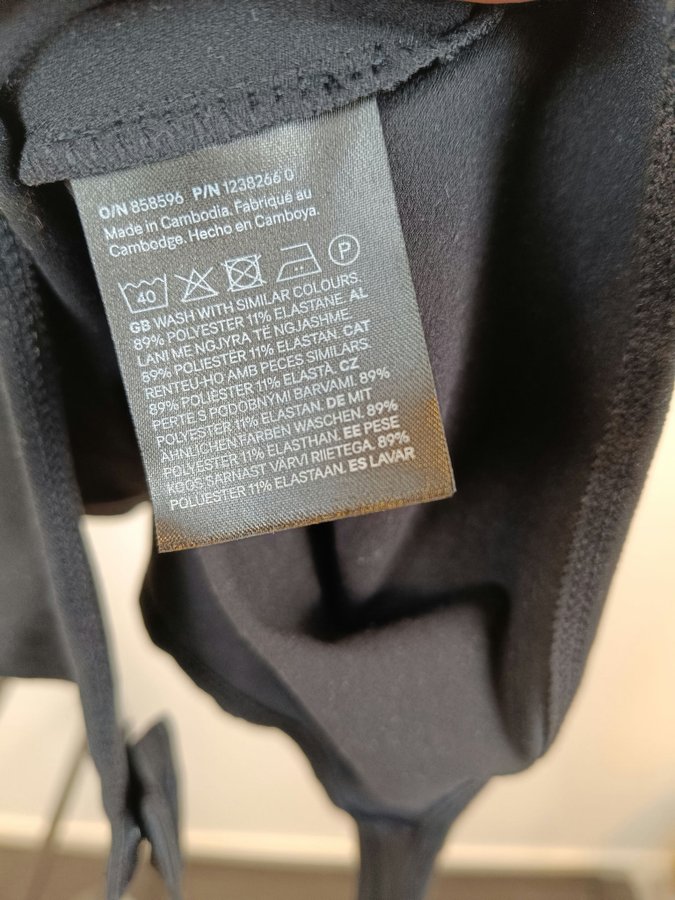 O/N 858596 P/N 1238266 0
Made in Cambodia. Fabriqué au
Cambodge. Hecho en Camboya.
40 P
GB WASH WITH SIMILAR COLOURS.
89% POLYESTER 11% ELASTANE. AL
LANI ME NGJYRA TË NGJASHME.
89% POLIESTËR 11% ELASTAN. CAT
RENTEU-HO AMB PECES SIMILARS.
89% POLIÈSTER 11% ELASTÀ. CZ
PERTE S PODOBNÝMI BARVAMI. 89%
POLYESTER 11% ELASTAN. DE MIT
ÄHNLICHEN FARBEN WASCHEN. 89%
POLYESTER 11% ELASTHAN. EE PESE
KOOS SARNAST VÄRVI RIIETEGA. 89%
POLÜESTER 11% ELASTAAN. ES LAVAR